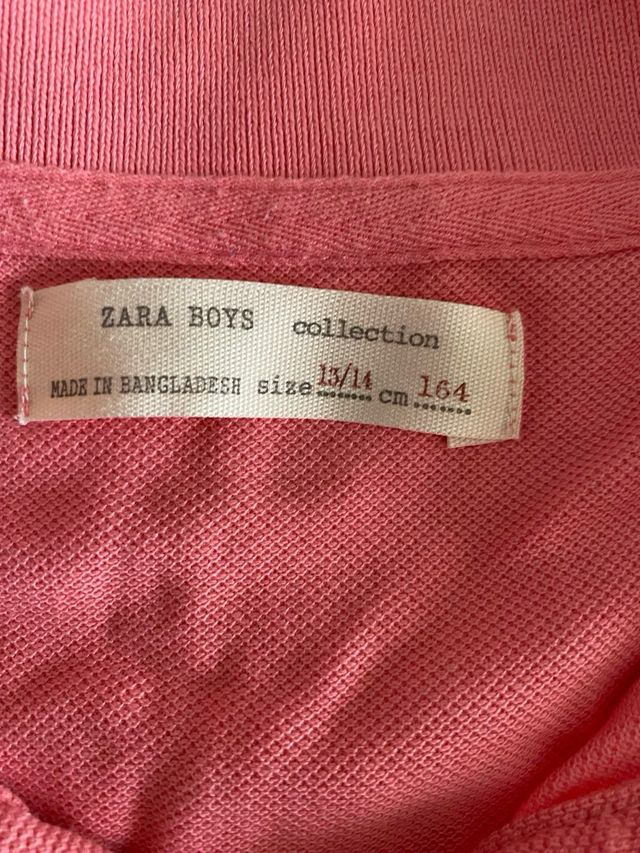 ZARA BOYS collection
MADE IN BANGLADESH size 13/14 cm 164